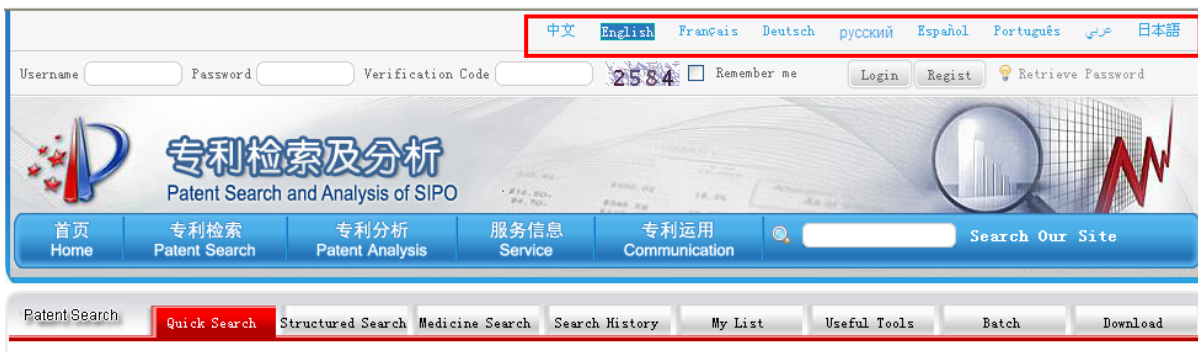 中文 English Français Deutsch русский Español Português عربي 日本語
Username Password Verification Code 2584 Remember me Login Regist Retrieve Password
专利检索及分析
Patent Search and Analysis of SIPO
首页 专利检索 专利分析 服务信息 专利运用
Home Patent Search Patent Analysis Service Communication Search Our Site
Patent Search Quick Search Structured Search Medicine Search Search History My List Useful Tools Batch Download